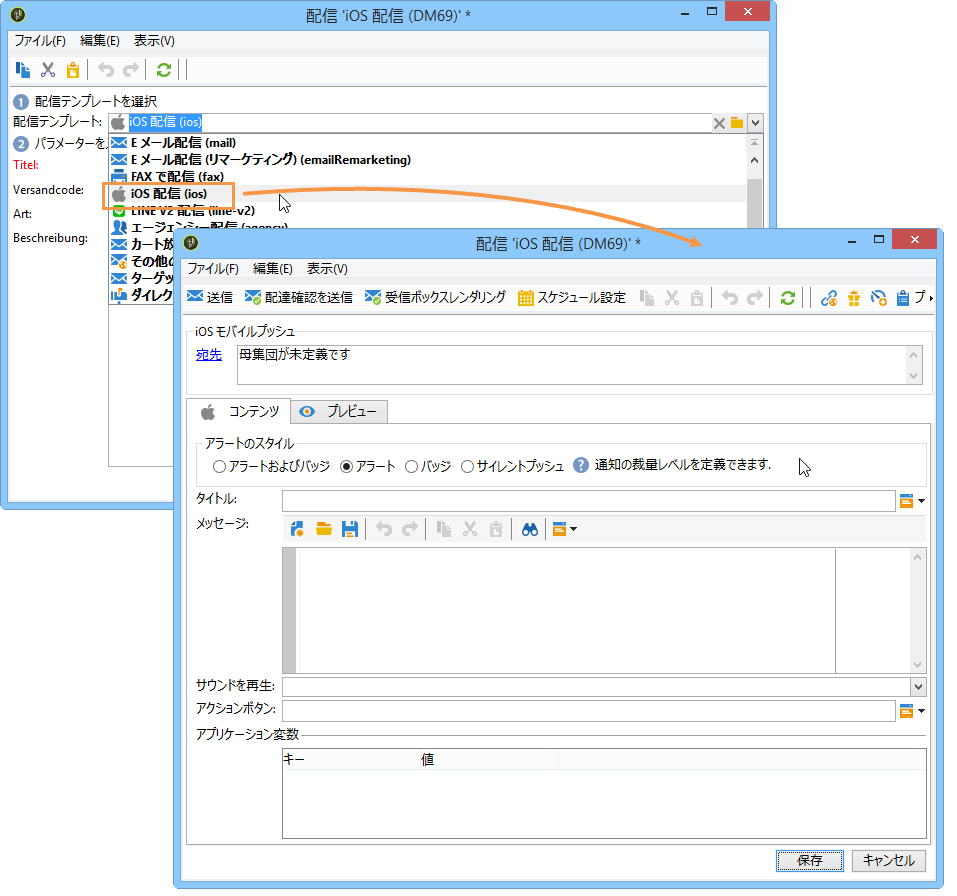 配信 'iOS 配信 (DM69)' *
ファイル(F) 編集(E) 表示(V)
1 配信テンプレートを選択
配信テンプレート: iOS 配信 (ios)
2 パラメーターを
Titel:
Versandcode:
Art:
Beschreibung:
E メール配信 (mail)
E メール配信 (リマーケティング) (emailRemarketing)
FAX で配信 (fax)
iOS 配信 (ios)
LINE V2 配信 (line-v2)
エージェンシー配信 (agency)
カート放
その他の
ターゲッ
ダイレク
配信 'iOS 配信 (DM69)' *
ファイル(F) 編集(E) 表示(V)
送信 配達確認を送信 受信ボックスレンダリング スケジュール設定 プ
iOS モバイルプッシュ
宛先 母集団が未定義です
コンテンツ プレビュー
アラートのスタイル
アラートおよびバッジ アラート バッジ サイレントプッシュ ? 通知の裁量レベルを定義できます.
タイトル:
メッセージ:
サウンドを再生:
アクションボタン:
アプリケーション変数
キー 値
保存 キャンセル